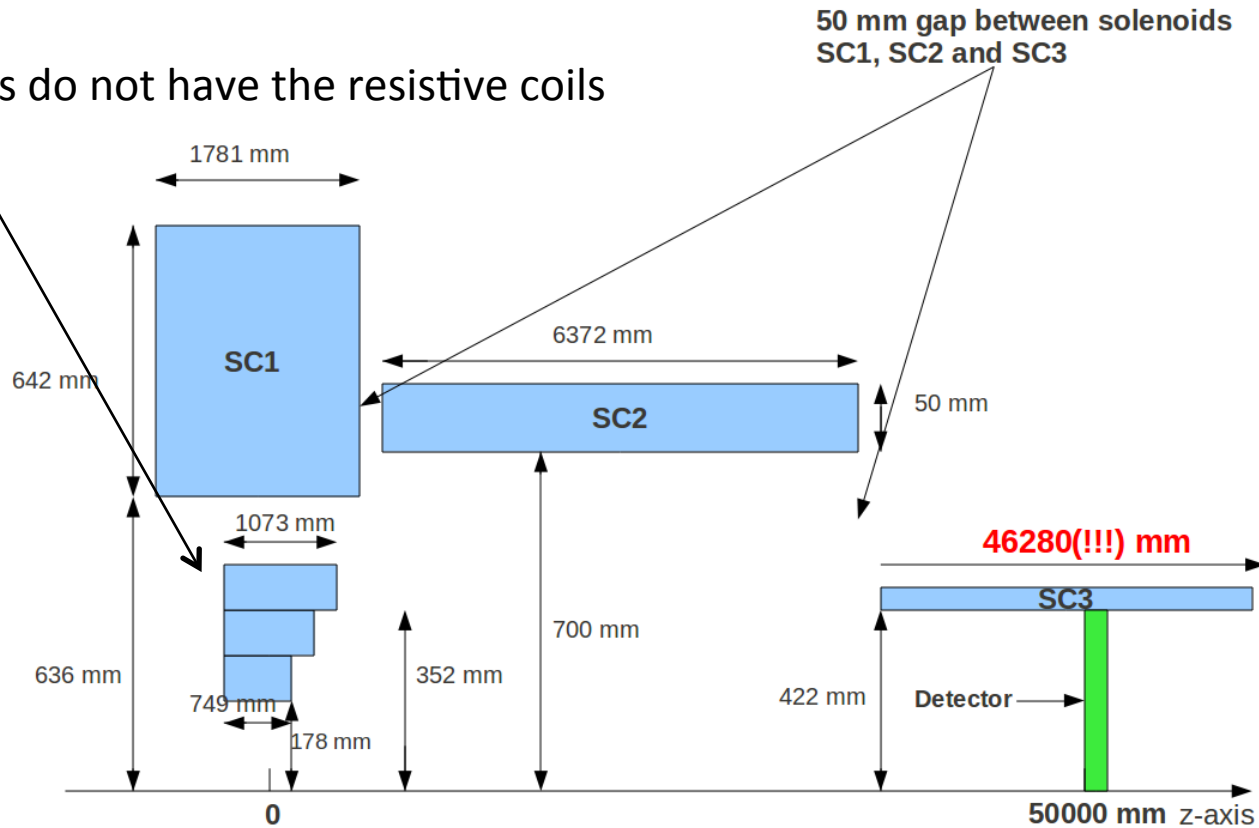 50 mm gap between solenoids
SC1, SC2 and SC3
s do not have the resistive coils
1781 mm
6372 mm
SC1
642 mm
SC2
50 mm
1073 mm
46280(!!!) mm
SC3
700 mm
636 mm
352 mm
749 mm
422 mm
Detector
178 mm
0
50000 mm
z-axis